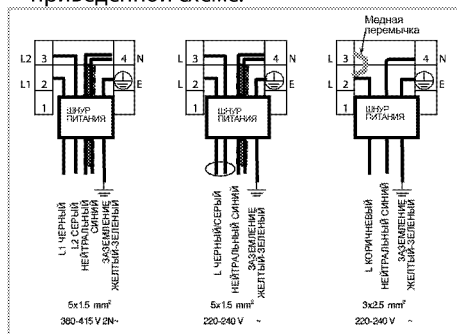 приведенной схеме.
Медная
перемычка
L2 3 4 N
L1 2 E
1
ШНУР
ПИТАНИЯ
L1 ЧЕРНЫЙ
L2 СЕРЫЙ
НЕЙТРАЛЬНЫЙ
СИНИЙ
ЗАЗЕМЛЕНИЕ
ЖЕЛТЫЙ-ЗЕЛЕНЫЙ
5x1.5 mm²
380-415 V 2N~
L 3 4 N
L 2 E
1
ШНУР
ПИТАНИЯ
L ЧЕРНЫЙ/СЕРЫЙ
НЕЙТРАЛЬНЫЙ СИНИЙ
ЗАЗЕМЛЕНИЕ
ЖЕЛТЫЙ-ЗЕЛЕНЫЙ
5x1.5 mm²
220-240 V ~
L 3 4 N
L 2 E
1
ШНУР
ПИТАНИЯ
L КОРИЧНЕВЫЙ
НЕЙТРАЛЬНЫЙ СИНИЙ
ЗАЗЕМЛЕНИЕ
ЖЕЛТЫЙ-ЗЕЛЕНЫЙ
3x2.5 mm²
220-240 V ~